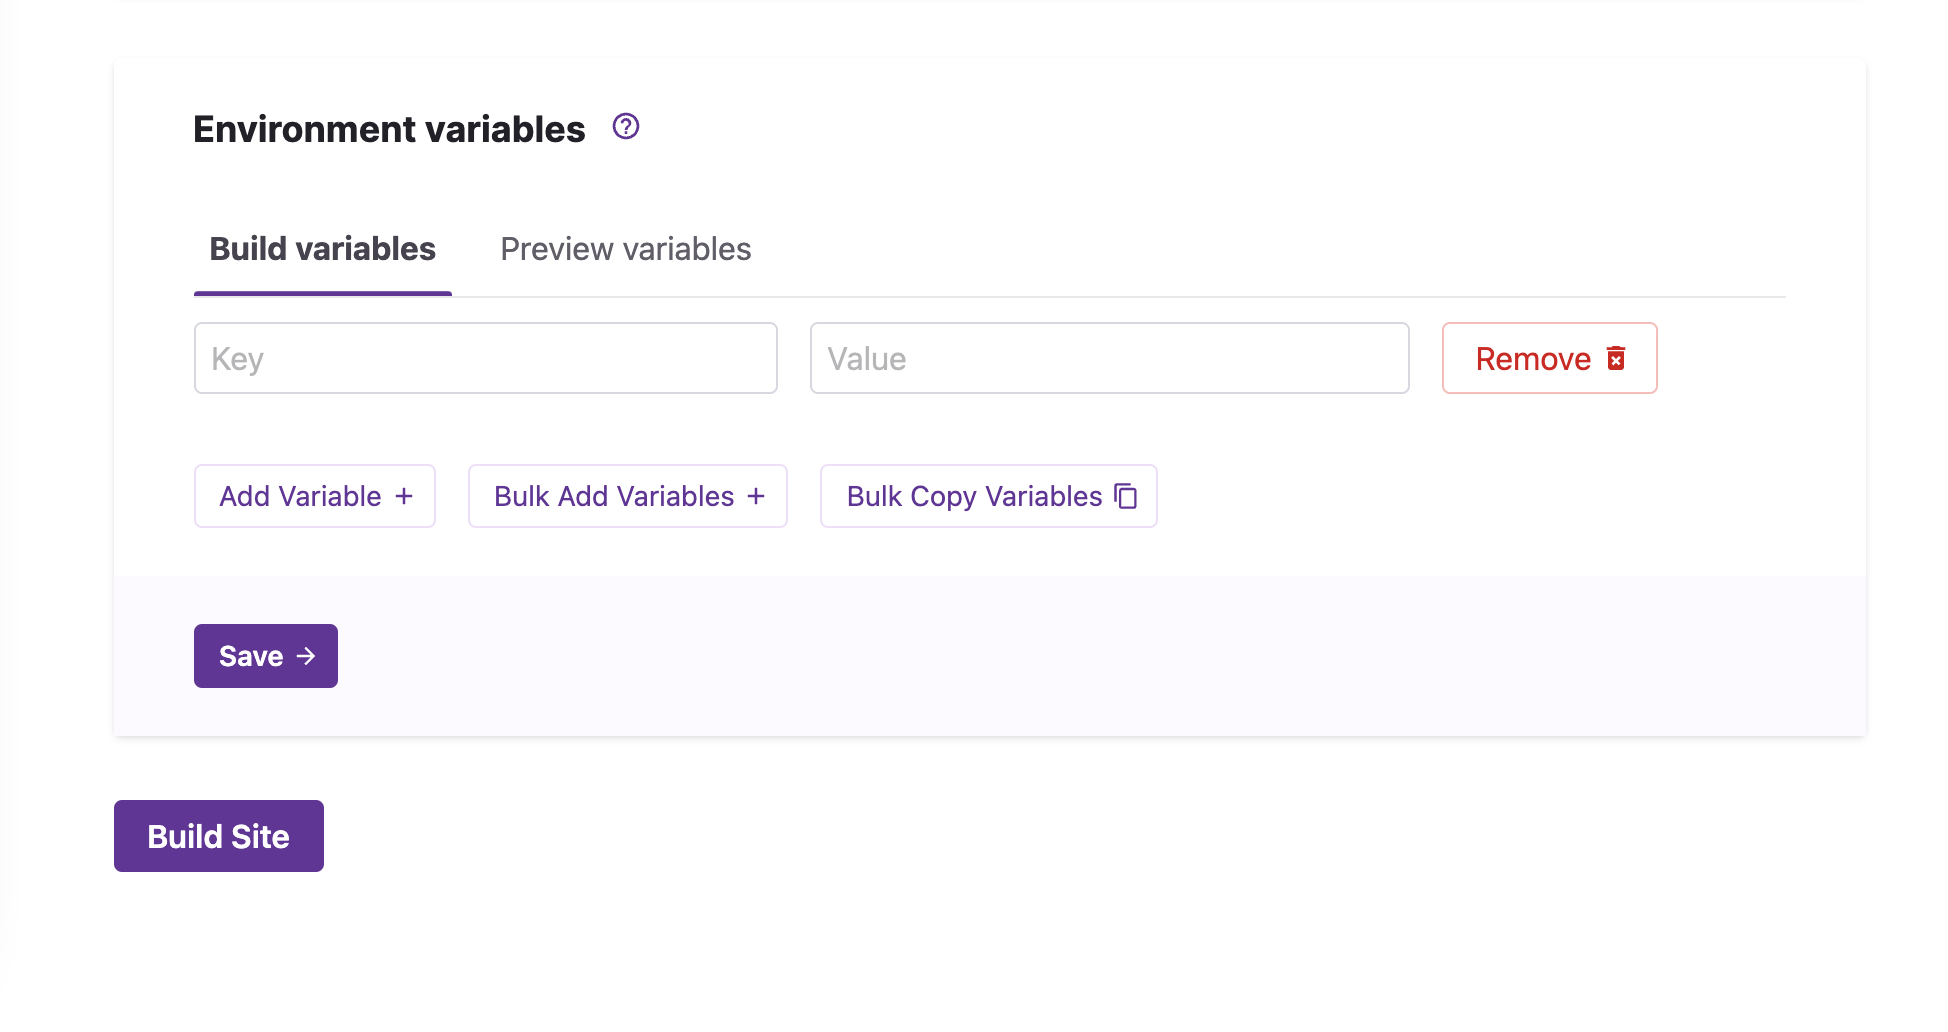 Environment variables
Build variables Preview variables
Key Value Remove
Add Variable + Bulk Add Variables + Bulk Copy Variables
Save →
Build Site